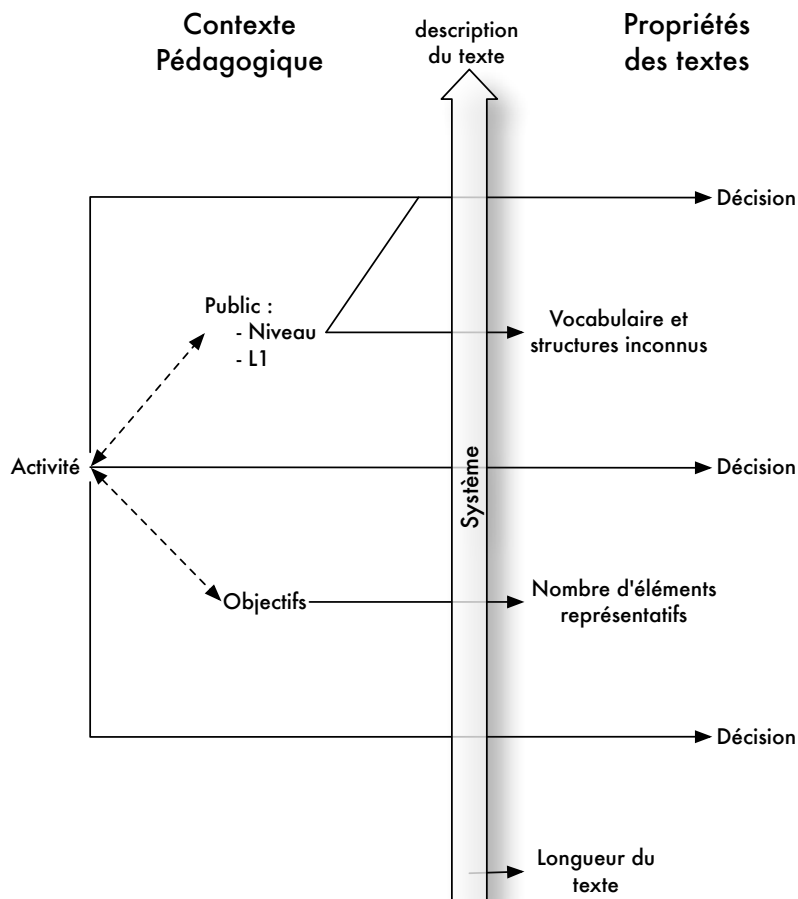 Contexte
Pédagogique
description
du texte
Propriétés
des textes
Décision
Public :
- Niveau
- L1
Vocabulaire et
structures inconnus
Activité
Système
Décision
Objectifs
Nombre d'éléments
représentatifs
Décision
Longueur du
texte